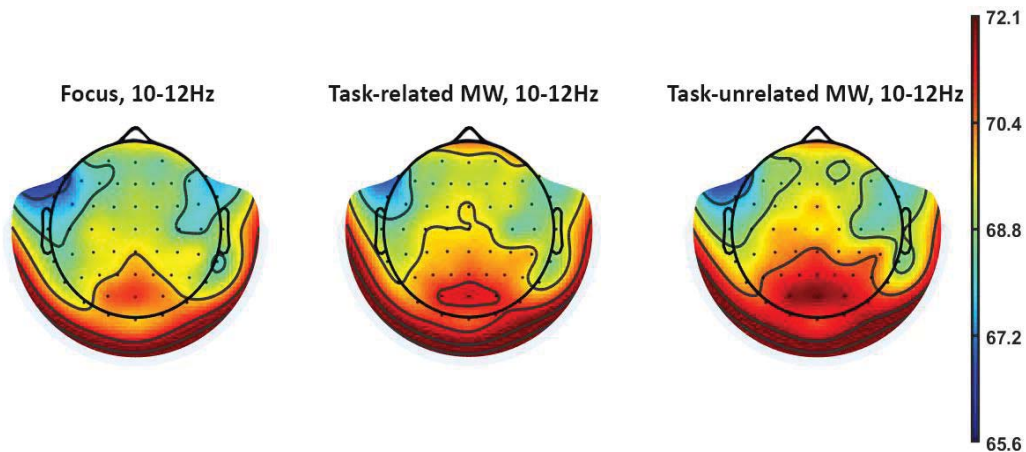 Focus, 10-12Hz
Task-related MW, 10-12Hz
Task-unrelated MW, 10-12Hz
72.1
70.4
68.8
67.2
65.6